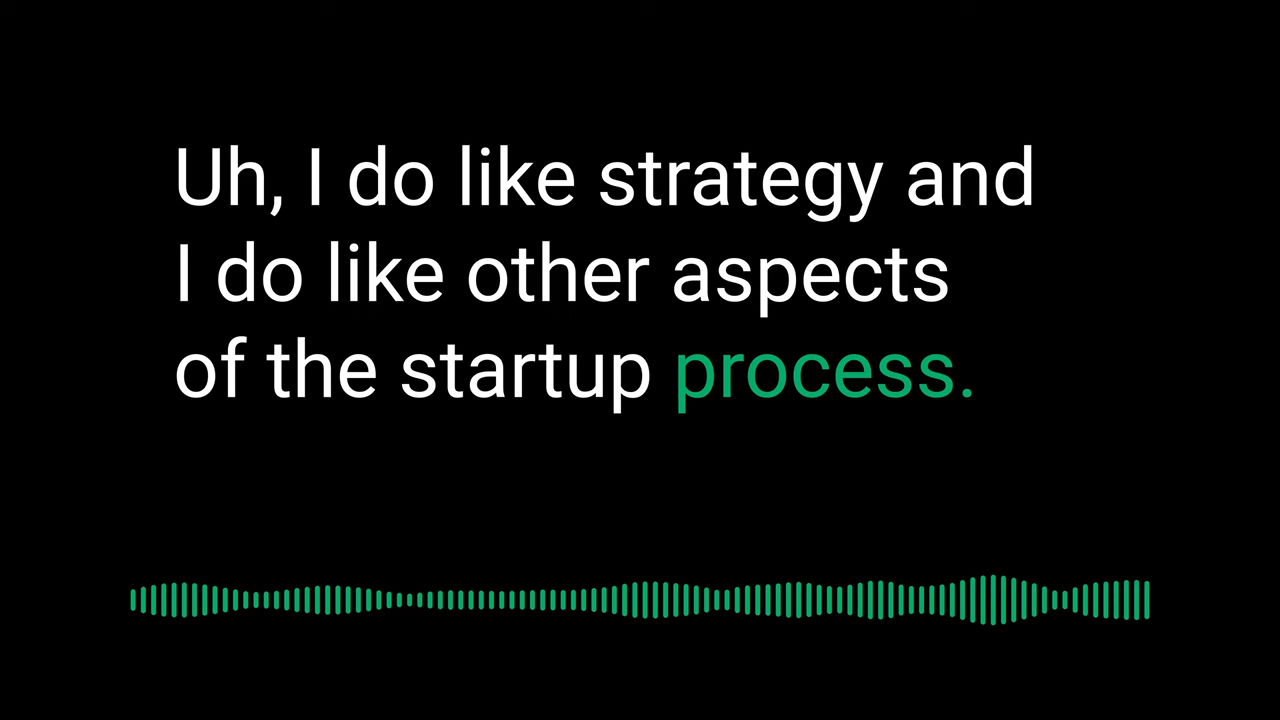 Uh, I do like strategy and
I do like other aspects
of the startup process.